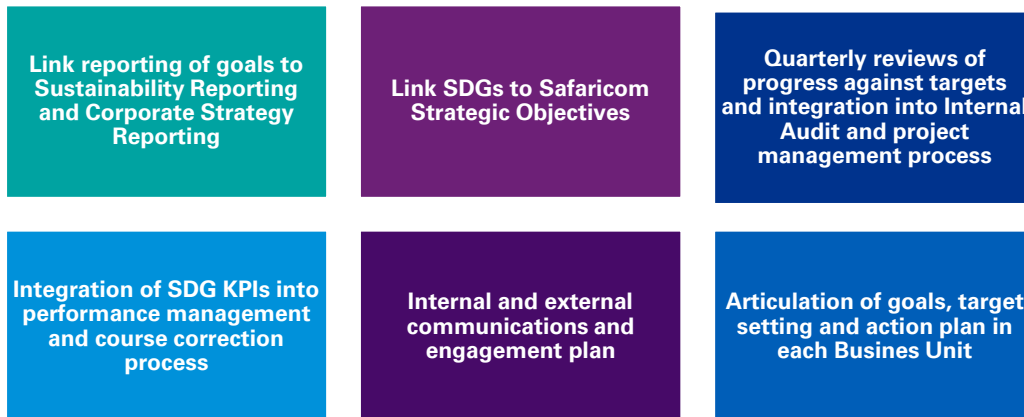 Link reporting of goals to
Sustainability Reporting
and Corporate Strategy
Reporting
Link SDGs to Safaricom
Strategic Objectives
Quarterly reviews of
progress against targets
and integration into Internal
Audit and project
management process
Integration of SDG KPIs into
performance management
and course correction
process
Internal and external
communications and
engagement plan
Articulation of goals, target
setting and action plan in
each Busines Unit